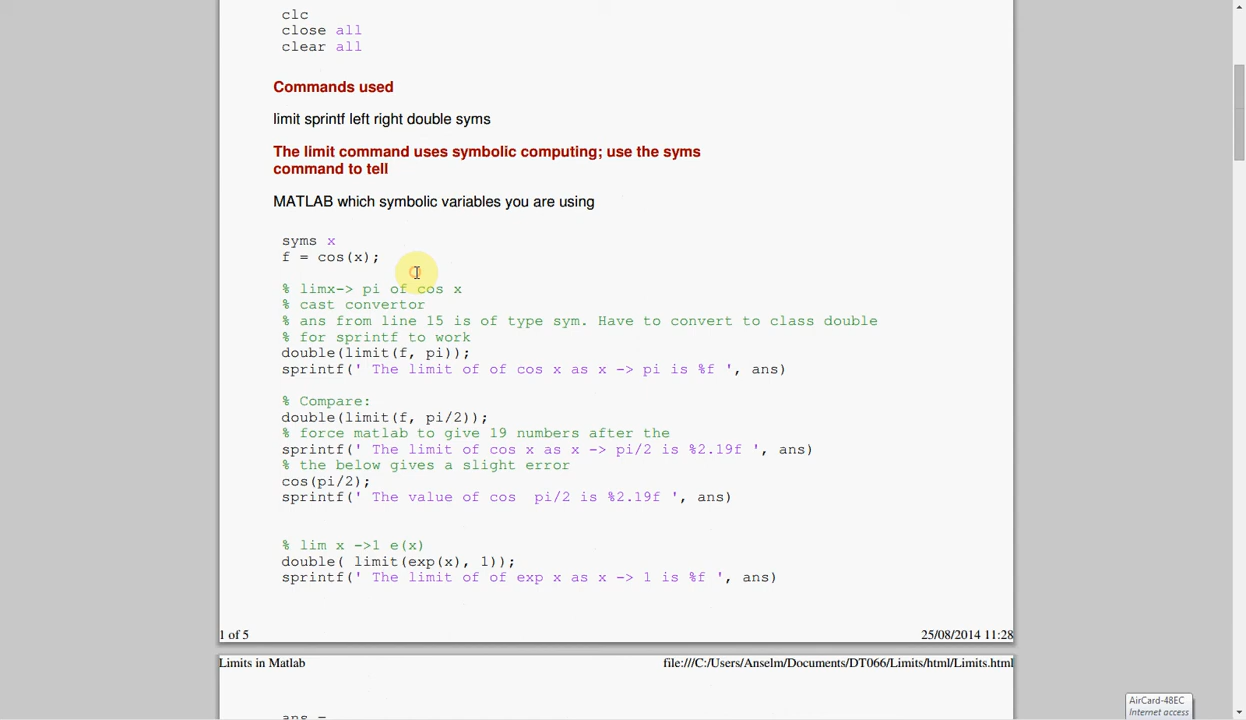 clc
close all
clear all
Commands used
limit sprintf left right double syms
The limit command uses symbolic computing; use the syms
command to tell
MATLAB which symbolic variables you are using
syms x
f = cos(x);
% limx-> pi of cos x
% cast convertor
% ans from line 15 is of type sym. Have to convert to class double
% for sprintf to work
double(limit(f, pi));
sprintf(' The limit of of cos x as x -> pi is %f ', ans)
% Compare:
double(limit(f, pi/2));
% force matlab to give 19 numbers after the
sprintf(' The limit of cos x as x -> pi/2 is %2.19f ', ans)
% the below gives a slight error
cos(pi/2);
sprintf(' The value of cos  pi/2 is %2.19f ', ans)
% lim x ->1 e(x)
double( limit(exp(x), 1));
sprintf(' The limit of of exp x as x -> 1 is %f ', ans)
1 of 5
25/08/2014 11:28
Limits in Matlab
file:///C:/Users/Anselm/Documents/DT066/Limits/html/Limits.html
ans =
AirCard-48EC
Internet access